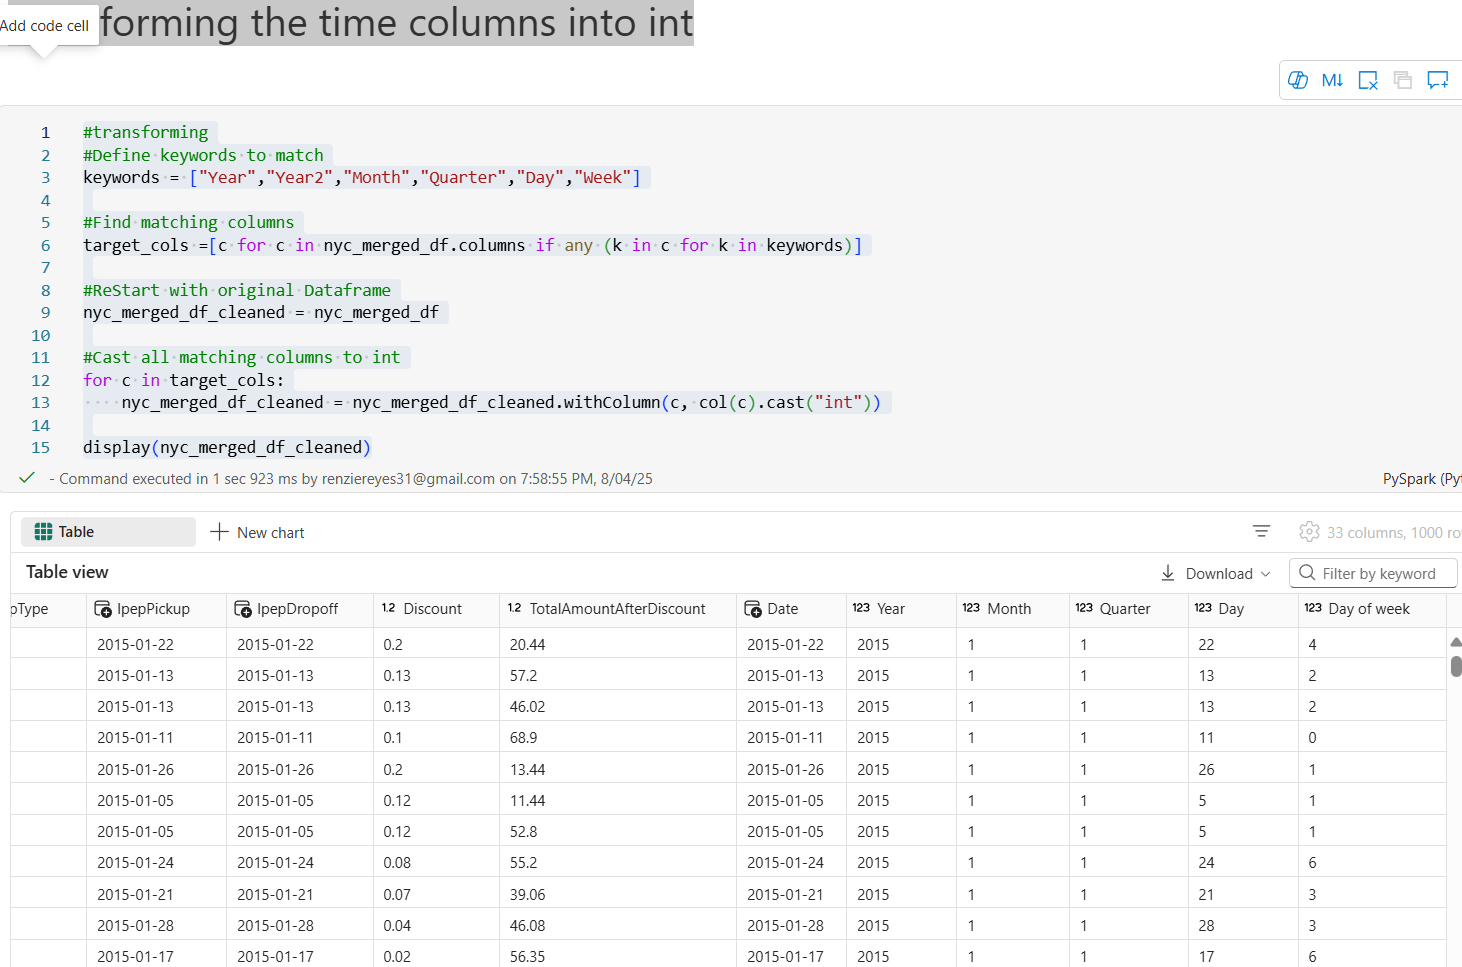 Add code cell
forming the time columns into int
M↓
1 #transforming
2 #Define keywords to match
3 keywords = ["Year","Year2","Month","Quarter","Day","Week"]
4
5 #Find matching columns
6 target_cols =[c for c in nyc_merged_df.columns if any (k in c for k in keywords)]
7
8 #ReStart with original Dataframe
9 nyc_merged_df_cleaned = nyc_merged_df
10
11 #Cast all matching columns to int
12 for c in target_cols:
13     nyc_merged_df_cleaned = nyc_merged_df_cleaned.withColumn(c, col(c).cast("int"))
14
15 display(nyc_merged_df_cleaned)
- Command executed in 1 sec 923 ms by renziereyes31@gmail.com on 7:58:55 PM, 8/04/25 PySpark (Pyt
Table New chart 33 columns, 1000 ro
Table view Download Filter by keyword
pType lpepPickup lpepDropoff 1.2 Discount 1.2 TotalAmountAfterDiscount Date 123 Year 123 Month 123 Quarter 123 Day 123 Day of week
2015-01-22 2015-01-22 0.2 20.44 2015-01-22 2015 1 1 22 4
2015-01-13 2015-01-13 0.13 57.2 2015-01-13 2015 1 1 13 2
2015-01-13 2015-01-13 0.13 46.02 2015-01-13 2015 1 1 13 2
2015-01-11 2015-01-11 0.1 68.9 2015-01-11 2015 1 1 11 0
2015-01-26 2015-01-26 0.2 13.44 2015-01-26 2015 1 1 26 1
2015-01-05 2015-01-05 0.12 11.44 2015-01-05 2015 1 1 5 1
2015-01-05 2015-01-05 0.12 52.8 2015-01-05 2015 1 1 5 1
2015-01-24 2015-01-24 0.08 55.2 2015-01-24 2015 1 1 24 6
2015-01-21 2015-01-21 0.07 39.06 2015-01-21 2015 1 1 21 3
2015-01-28 2015-01-28 0.04 46.08 2015-01-28 2015 1 1 28 3
2015-01-17 2015-01-17 0.02 56.35 2015-01-17 2015 1 1 17 6